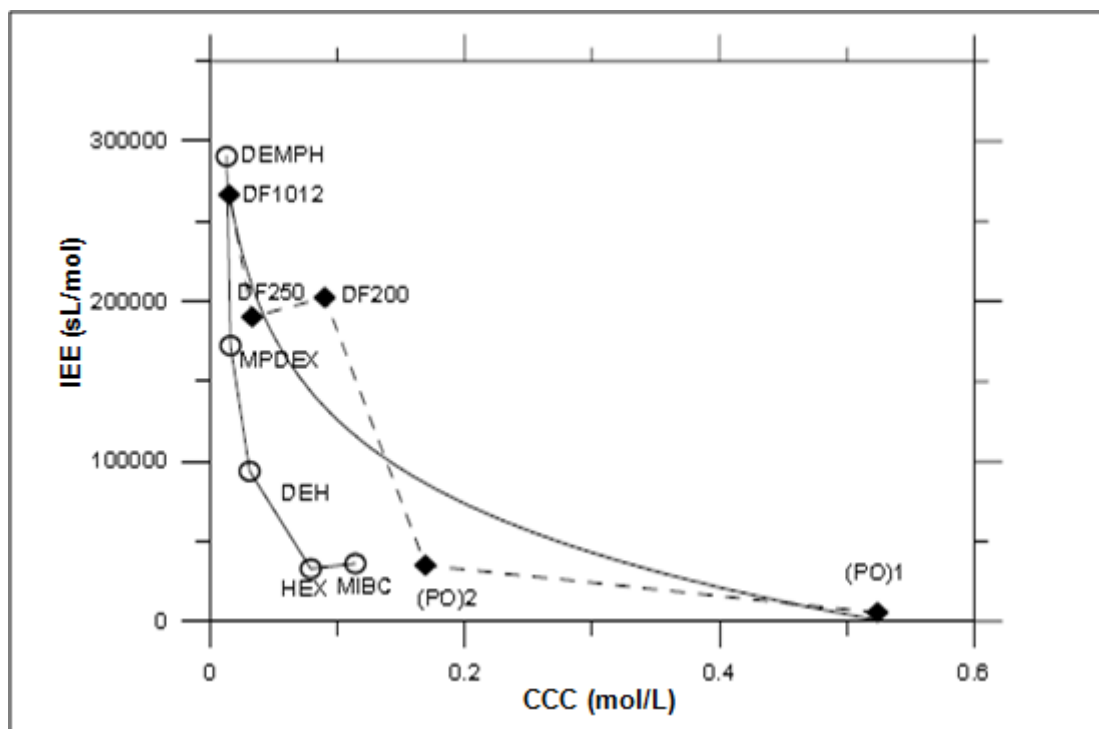 300000
200000
100000
0
IEE (sL/mol)
DEMPH
DF1012
DF250
DF200
MPDEX
DEH
HEX
MIBC
(PO)2
(PO)1
0
0.2
0.4
0.6
CCC (mol/L)